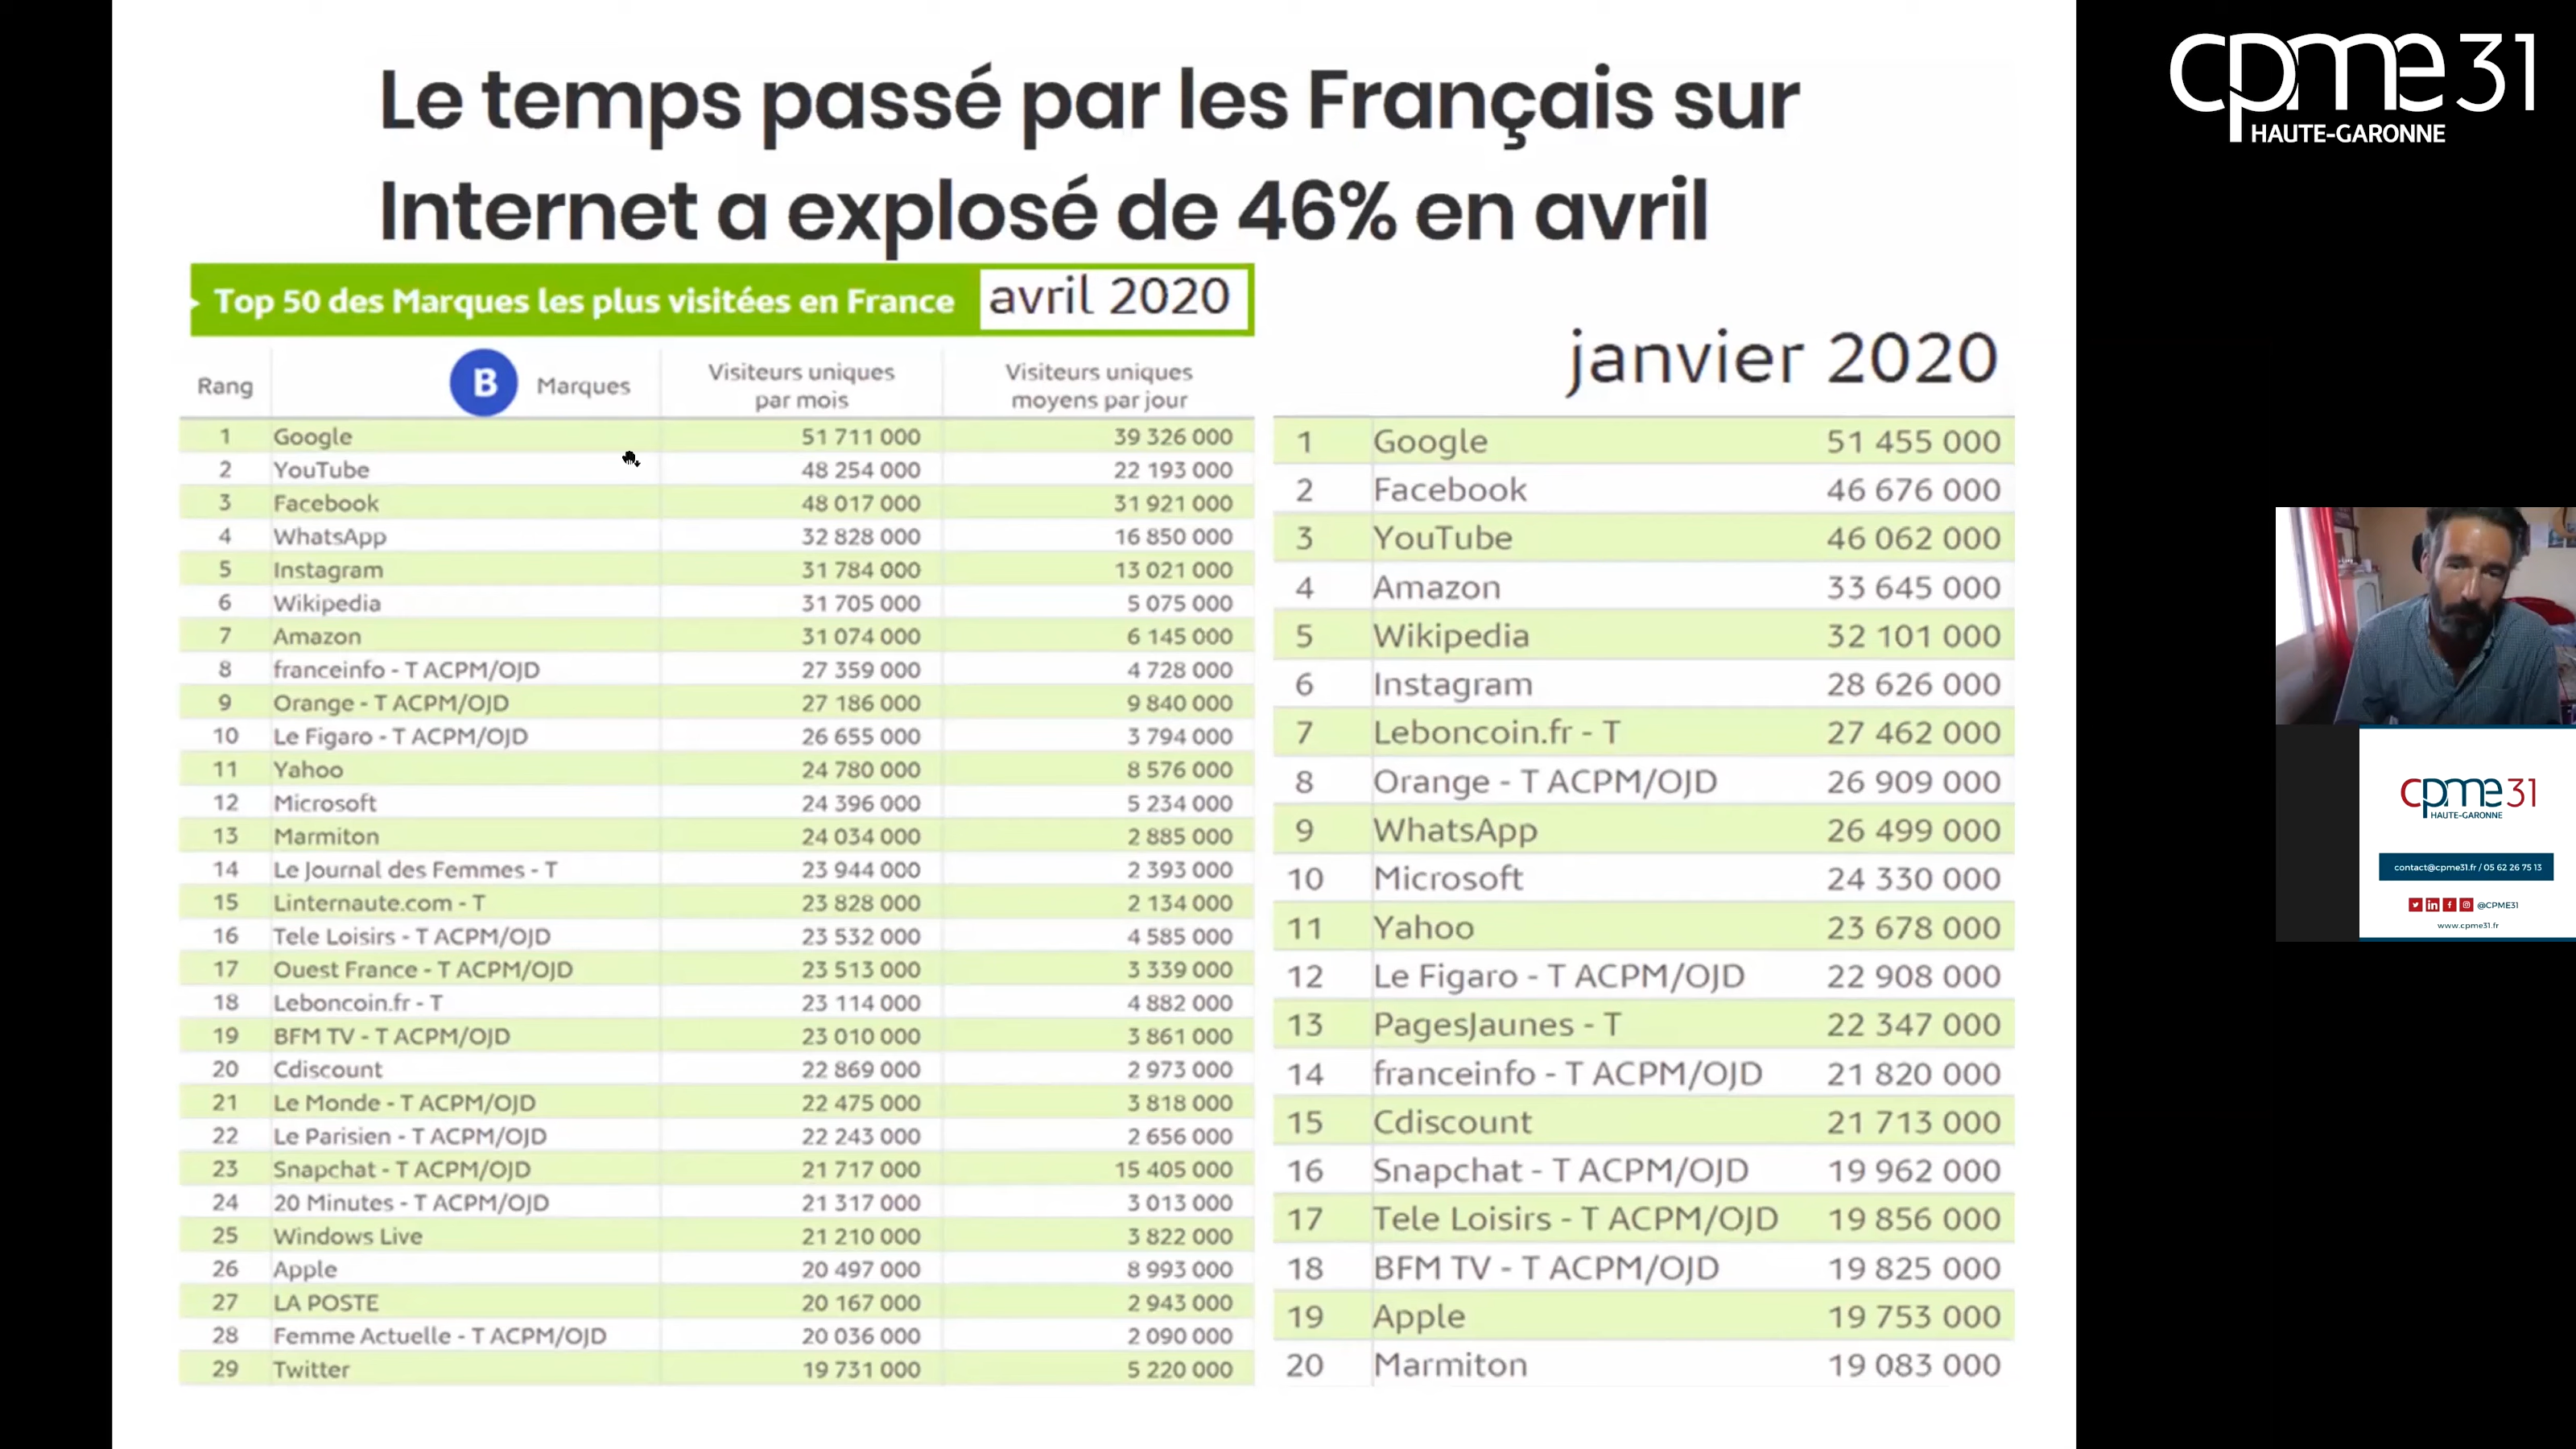 Le temps passé par les Français sur
Internet a explosé de 46% en avril
Top 50 des Marques les plus visitées en France avril 2020
Rang B Marques Visiteurs uniques par mois Visiteurs uniques moyens par jour
1 Google 51 711 000 39 326 000
2 YouTube 48 254 000 22 193 000
3 Facebook 48 017 000 31 921 000
4 WhatsApp 32 828 000 16 850 000
5 Instagram 31 784 000 13 021 000
6 Wikipedia 31 705 000 5 075 000
7 Amazon 31 074 000 6 145 000
8 franceinfo - T ACPM/OJD 27 359 000 4 728 000
9 Orange - T ACPM/OJD 27 186 000 9 840 000
10 Le Figaro - T ACPM/OJD 26 655 000 3 794 000
11 Yahoo 24 780 000 8 576 000
12 Microsoft 24 396 000 5 234 000
13 Marmiton 24 034 000 2 885 000
14 Le Journal des Femmes - T 23 944 000 2 393 000
15 Linternaute.com - T 23 828 000 2 134 000
16 Tele Loisirs - T ACPM/OJD 23 532 000 4 585 000
17 Ouest France - T ACPM/OJD 23 513 000 3 339 000
18 Leboncoin.fr - T 23 114 000 4 882 000
19 BFM TV - T ACPM/OJD 23 010 000 3 861 000
20 Cdiscount 22 869 000 2 973 000
21 Le Monde - T ACPM/OJD 22 475 000 3 818 000
22 Le Parisien - T ACPM/OJD 22 243 000 2 656 000
23 Snapchat - T ACPM/OJD 21 717 000 15 405 000
24 20 Minutes - T ACPM/OJD 21 317 000 3 013 000
25 Windows Live 21 210 000 3 822 000
26 Apple 20 497 000 8 993 000
27 LA POSTE 20 167 000 2 943 000
28 Femme Actuelle - T ACPM/OJD 20 036 000 2 090 000
29 Twitter 19 731 000 5 220 000
janvier 2020
1 Google 51 455 000
2 Facebook 46 676 000
3 YouTube 46 062 000
4 Amazon 33 645 000
5 Wikipedia 32 101 000
6 Instagram 28 626 000
7 Leboncoin.fr - T 27 462 000
8 Orange - T ACPM/OJD 26 909 000
9 WhatsApp 26 499 000
10 Microsoft 24 330 000
11 Yahoo 23 678 000
12 Le Figaro - T ACPM/OJD 22 908 000
13 PagesJaunes - T 22 347 000
14 franceinfo - T ACPM/OJD 21 820 000
15 Cdiscount 21 713 000
16 Snapchat - T ACPM/OJD 19 962 000
17 Tele Loisirs - T ACPM/OJD 19 856 000
18 BFM TV - T ACPM/OJD 19 825 000
19 Apple 19 753 000
20 Marmiton 19 083 000
cpme 31
HAUTE-GARONNE
cpme 31
HAUTE-GARONNE
contact@cpme31.fr / 05 62 26 75 13
@CPME31
www.cpme31.fr